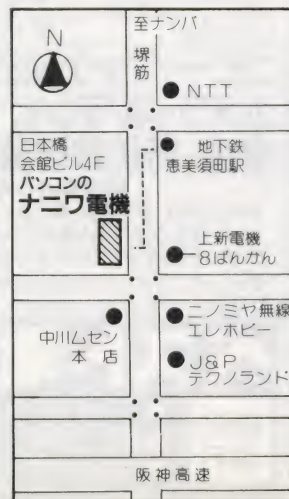 N
至ナンバ
堺筋
NTT
日本橋
会館ビル4F
パソコンの
ナニワ電機
地下鉄
恵美須町駅
上新電機
8ばんかん
中川ムセン
本店
ニノミヤ無線
エレホビー
J&P
テクノランド
阪神高速